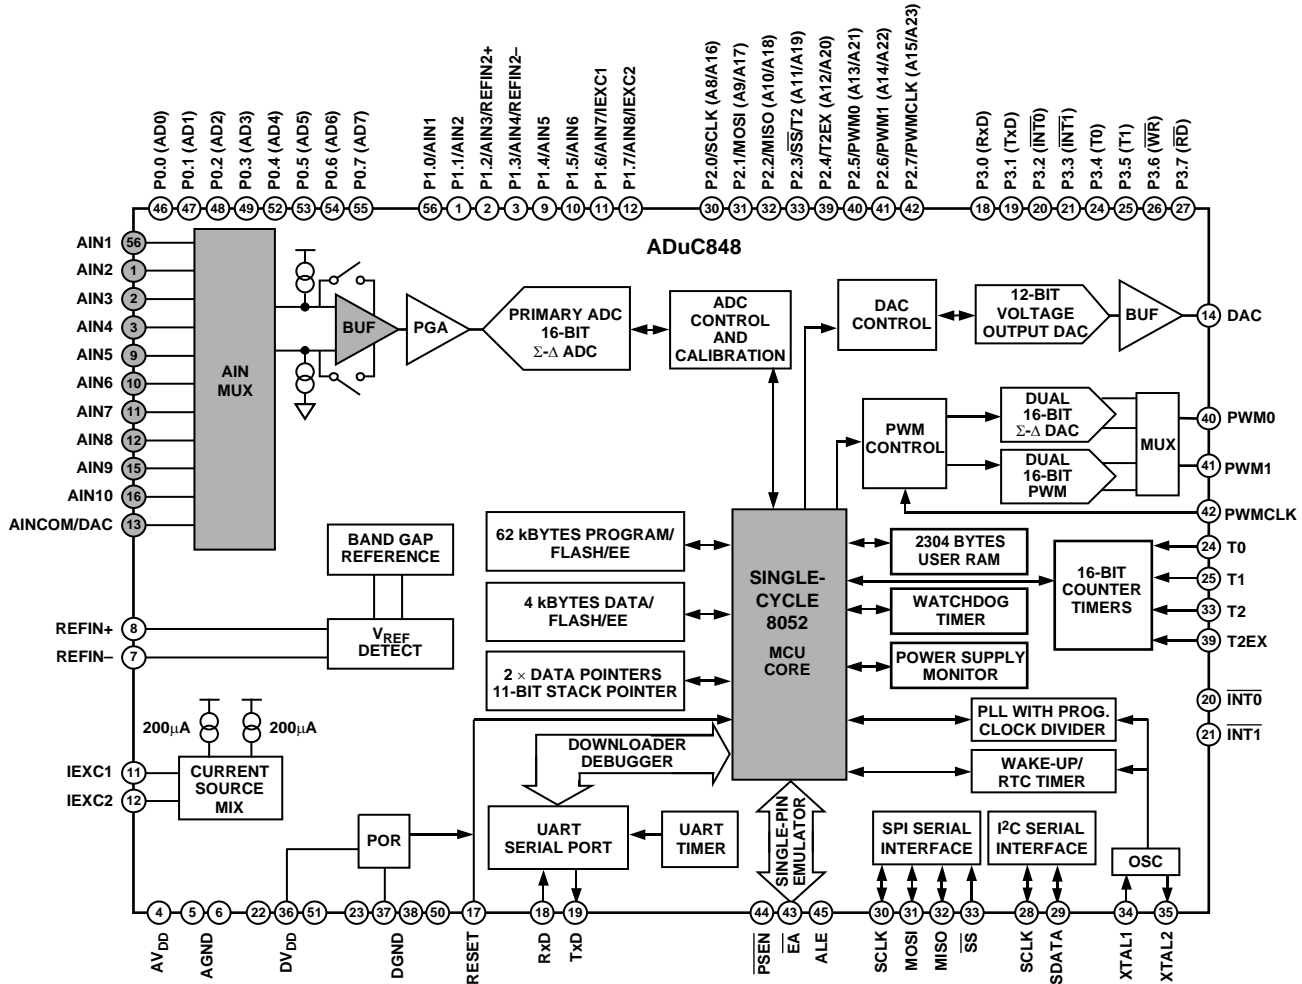 P0.0 (AD0)
P0.1 (AD1)
P0.2 (AD2)
P0.3 (AD3)
P0.4 (AD4)
P0.5 (AD5)
P0.6 (AD6)
P0.7 (AD7)
P1.0/AIN1
P1.1/AIN2
P1.2/AIN3/REFIN2+
P1.3/AIN4/REFIN2–
P1.4/AIN5
P1.5/AIN6
P1.6/AIN7/IEXC1
P1.7/AIN8/IEXC2
P2.0/SCLK (A8/A16)
P2.1/MOSI (A9/A17)
P2.2/MISO (A10/A18)
P2.3/S̅S̅/T2 (A11/A19)
P2.4/T2EX (A12/A20)
P2.5/PWM0 (A13/A21)
P2.6/PWM1 (A14/A22)
P2.7/PWMCLK (A15/A23)
P3.0 (RxD)
P3.1 (TxD)
P3.2 (I̅N̅T̅0̅)
P3.3 (I̅N̅T̅1̅)
P3.4 (T0)
P3.5 (T1)
P3.6 (W̅R̅)
P3.7 (R̅D̅)
46 47 48 49 52 53 54 55 56 1 2 3 9 10 11 12 30 31 32 33 39 40 41 42 18 19 20 21 24 25 26 27
ADuC848
AIN1 56
AIN2 1
AIN3 2
AIN4 3
AIN5 9
AIN6 10
AIN7 11
AIN8 12
AIN9 15
AIN10 16
AINCOM/DAC 13
AIN
MUX
BUF
PGA
PRIMARY ADC
16-BIT
Σ-Δ ADC
ADC
CONTROL
AND
CALIBRATION
DAC
CONTROL
12-BIT
VOLTAGE
OUTPUT DAC
BUF
14 DAC
PWM
CONTROL
DUAL
16-BIT
Σ-Δ DAC
DUAL
16-BIT
PWM
MUX
40 PWM0
41 PWM1
42 PWMCLK
BAND GAP
REFERENCE
V_REF
DETECT
REFIN+ 8
REFIN– 7
62 kBYTES PROGRAM/
FLASH/EE
4 kBYTES DATA/
FLASH/EE
2 × DATA POINTERS
11-BIT STACK POINTER
SINGLE-
CYCLE
8052
MCU
CORE
2304 BYTES
USER RAM
WATCHDOG
TIMER
POWER SUPPLY
MONITOR
16-BIT
COUNTER
TIMERS
24 T0
25 T1
33 T2
39 T2EX
20 I̅N̅T̅0̅
21 I̅N̅T̅1̅
PLL WITH PROG.
CLOCK DIVIDER
WAKE-UP/
RTC TIMER
200μA
200μA
CURRENT
SOURCE
MIX
IEXC1 11
IEXC2 12
DOWNLOADER
DEBUGGER
POR
UART
SERIAL PORT
UART
TIMER
SINGLE-PIN
EMULATOR
SPI SERIAL
INTERFACE
I²C SERIAL
INTERFACE
OSC
4 5 6 22 36 51 23 37 38 50 17 18 19 44 43 45 30 31 32 33 28 29 34 35
AV_DD
AGND
DV_DD
DGND
RESET
RxD
TxD
P̅S̅E̅N̅
E̅A̅
ALE
SCLK
MOSI
MISO
S̅S̅
SCLK
SDATA
XTAL1
XTAL2